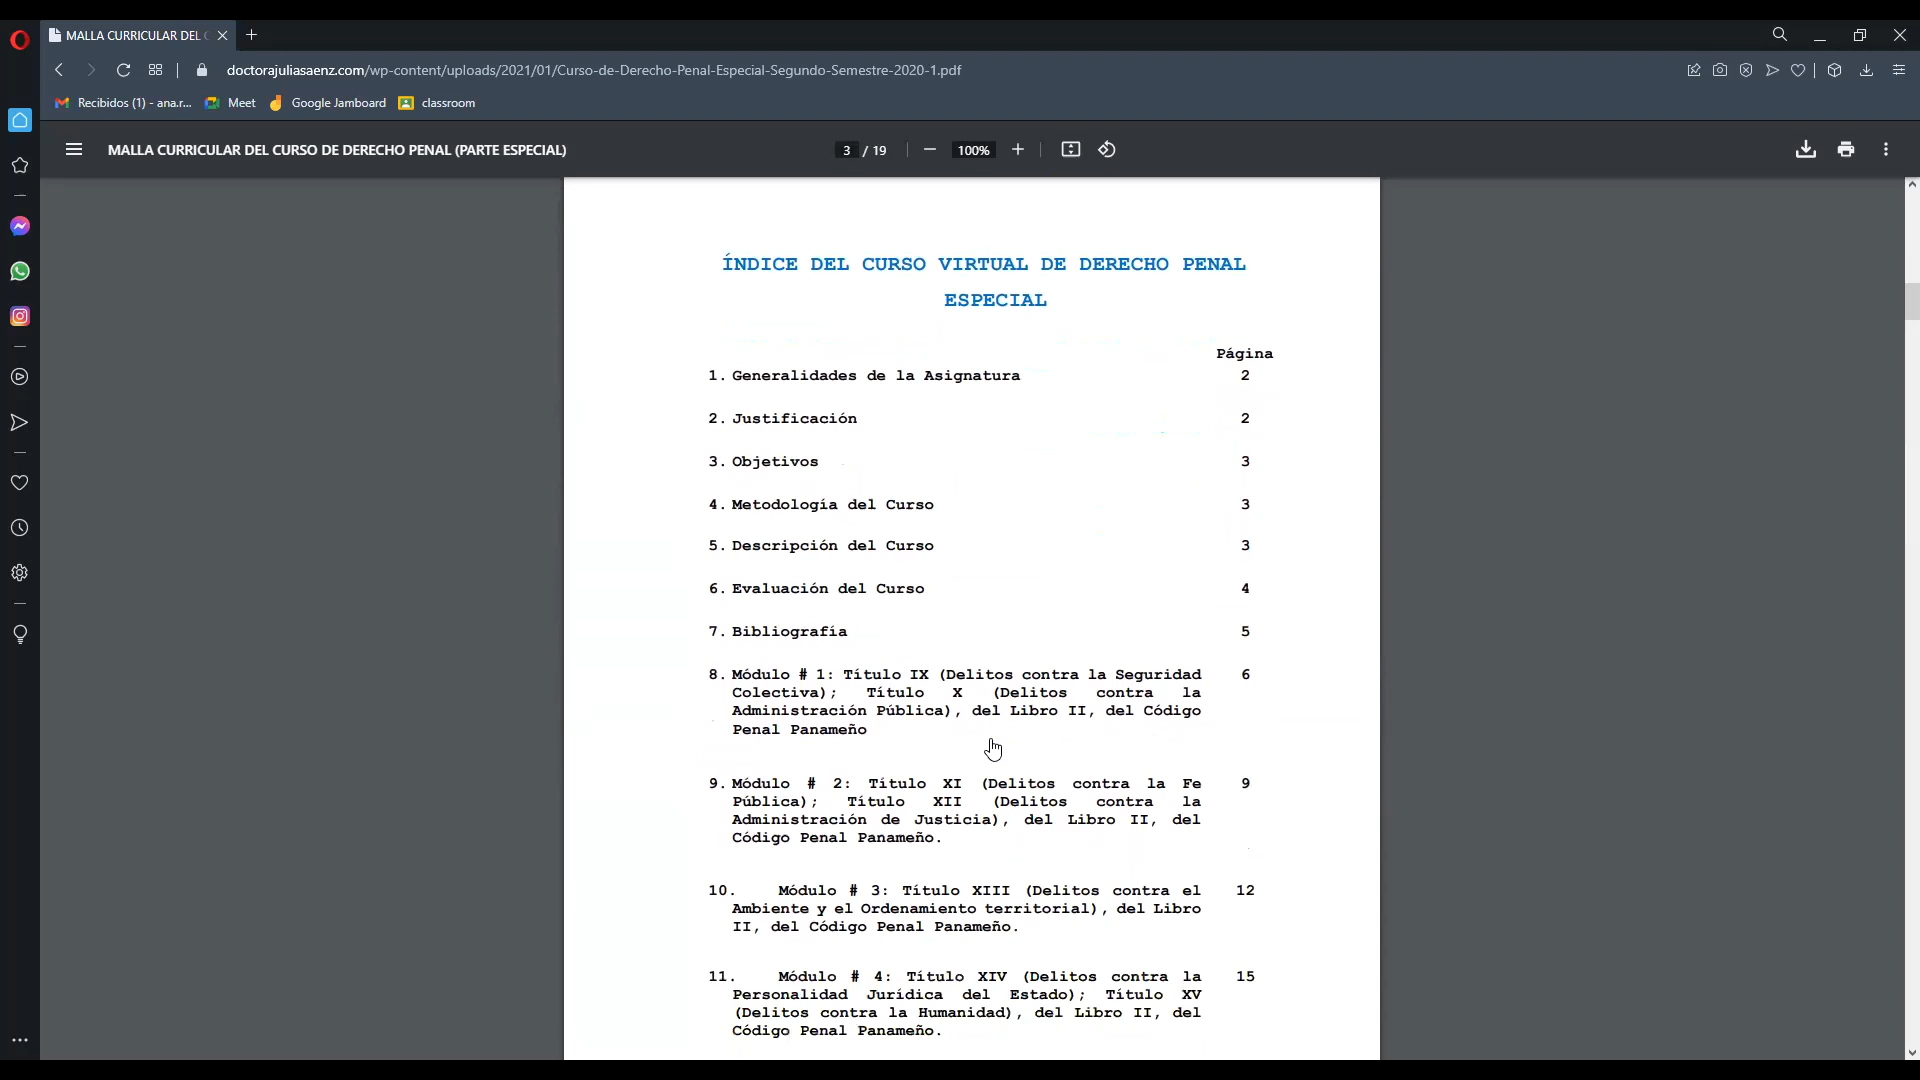 MALLA CURRICULAR DEL
doctorajuliasaenz.com/wp-content/uploads/2021/01/Curso-de-Derecho-Penal-Especial-Segundo-Semestre-2020-1.pdf
Recibidos (1) - ana.r... Meet Google Jamboard classroom
MALLA CURRICULAR DEL CURSO DE DERECHO PENAL (PARTE ESPECIAL) 3 / 19 100%
ÍNDICE DEL CURSO VIRTUAL DE DERECHO PENAL
ESPECIAL
Página
1. Generalidades de la Asignatura 2
2. Justificación 2
3. Objetivos 3
4. Metodología del Curso 3
5. Descripción del Curso 3
6. Evaluación del Curso 4
7. Bibliografía 5
8. Módulo # 1: Título IX (Delitos contra la Seguridad 6
Colectiva); Título X (Delitos contra la
Administración Pública), del Libro II, del Código
Penal Panameño
9. Módulo # 2: Título XI (Delitos contra la Fe 9
Pública); Título XII (Delitos contra la
Administración de Justicia), del Libro II, del
Código Penal Panameño.
10. Módulo # 3: Título XIII (Delitos contra el 12
Ambiente y el Ordenamiento territorial), del Libro
II, del Código Penal Panameño.
11. Módulo # 4: Título XIV (Delitos contra la 15
Personalidad Jurídica del Estado); Título XV
(Delitos contra la Humanidad), del Libro II, del
Código Penal Panameño.